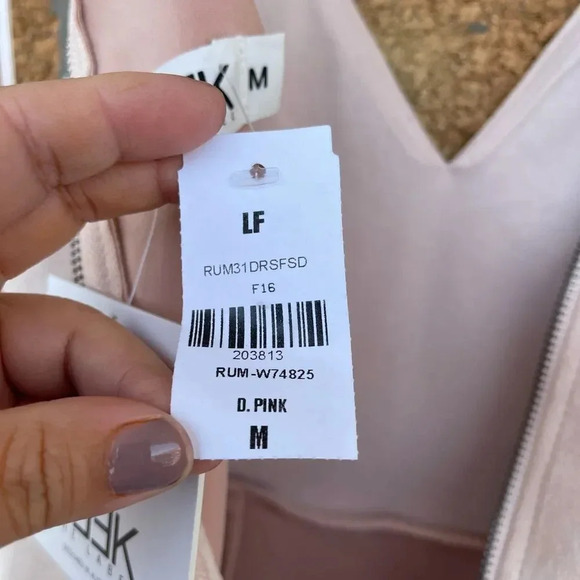 M
LF
RUM31DRSFSD
F16
203813
RUM-W74825
D. PINK
M